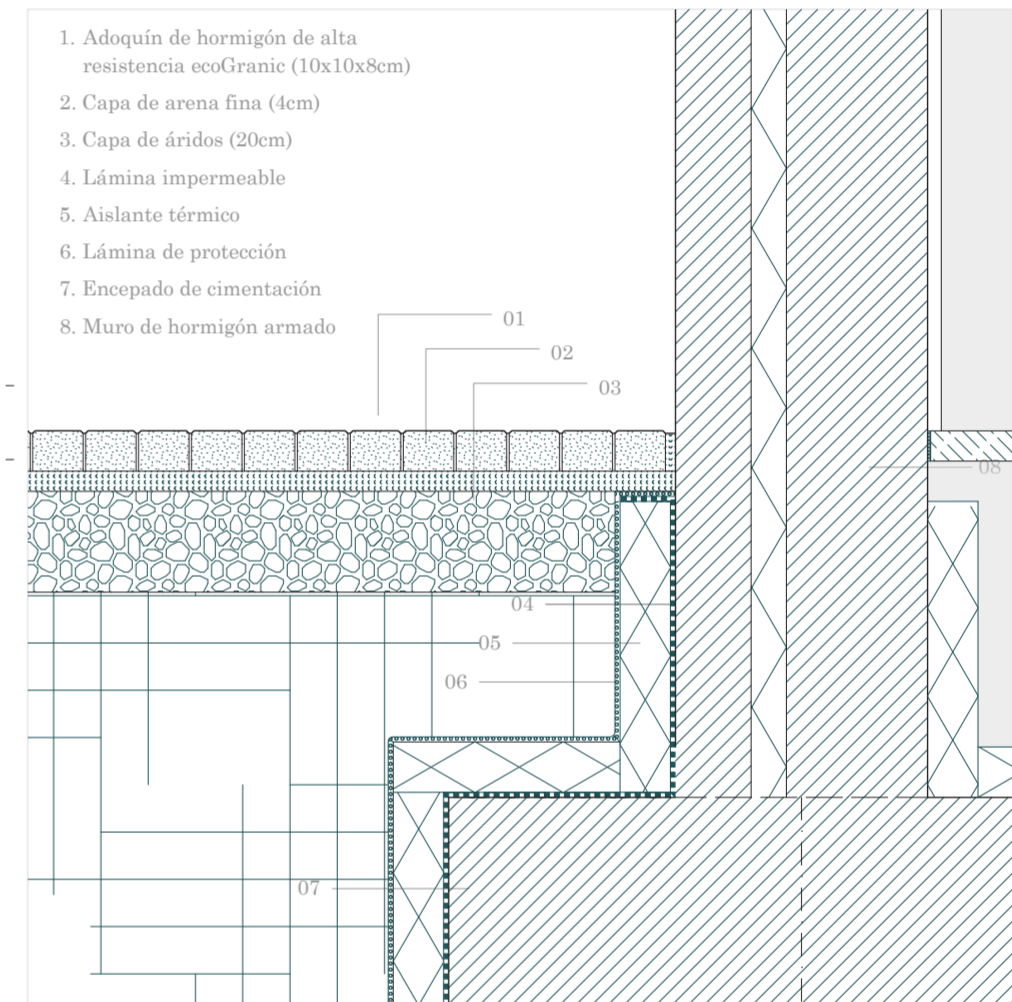 1. Adoquín de hormigón de alta
resistencia ecoGranic (10x10x8cm)
2. Capa de arena fina (4cm)
3. Capa de áridos (20cm)
4. Lámina impermeable
5. Aislante térmico
6. Lámina de protección
7. Encepado de cimentación
8. Muro de hormigón armado
01
02
03
08
04
05
06
07